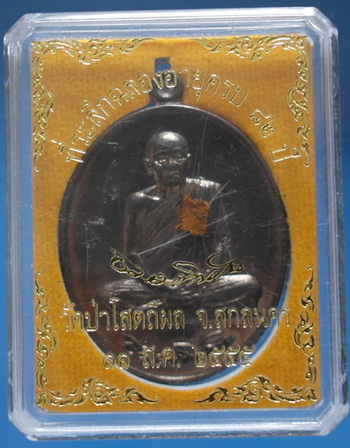 ที่ระลึกฉลองอายุครบ ๘๒ ปี
วัดป่าโสตถิผล จ.สกลนคร
๑๑ ส.ค. ๒๕๕๕